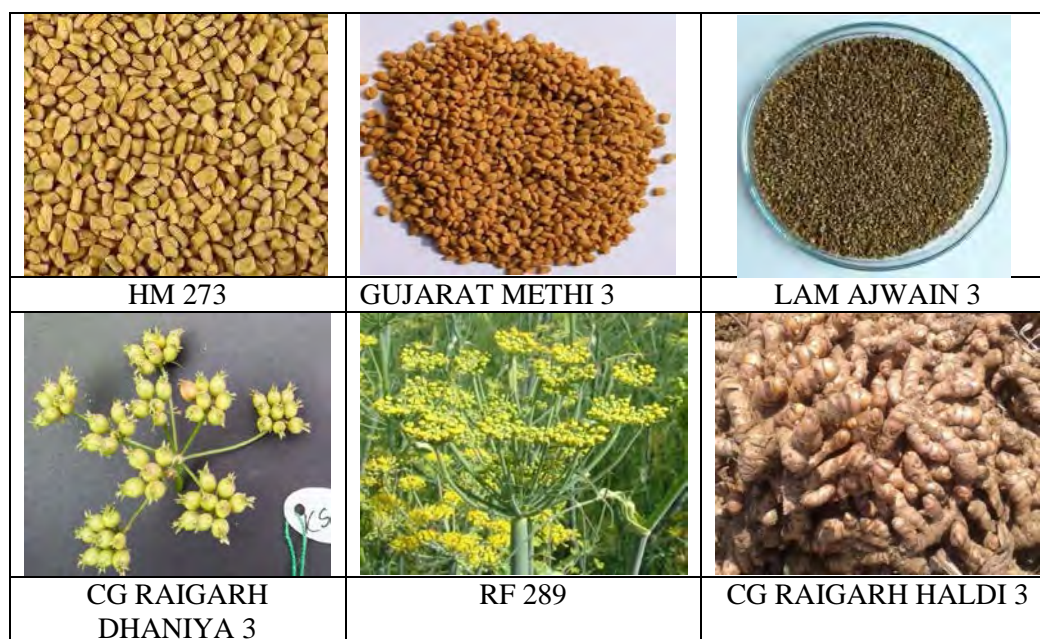 HM 273
GUJARAT METHI 3
LAM AJWAIN 3
CG RAIGARH
DHANIYA 3
RF 289
CG RAIGARH HALDI 3